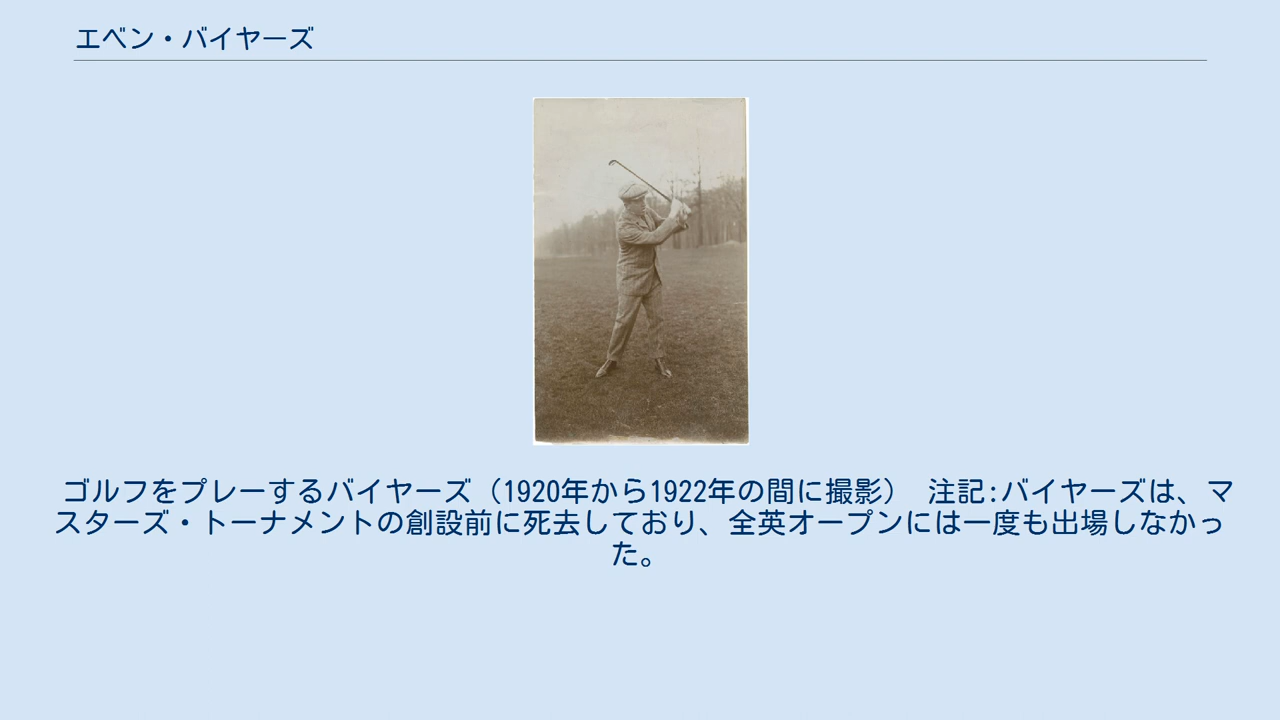 エベン・バイヤーズ
ゴルフをプレーするバイヤーズ（1920年から1922年の間に撮影） 注記:バイヤーズは、マ
スターズ・トーナメントの創設前に死去しており、全英オープンには一度も出場しなかっ
た。